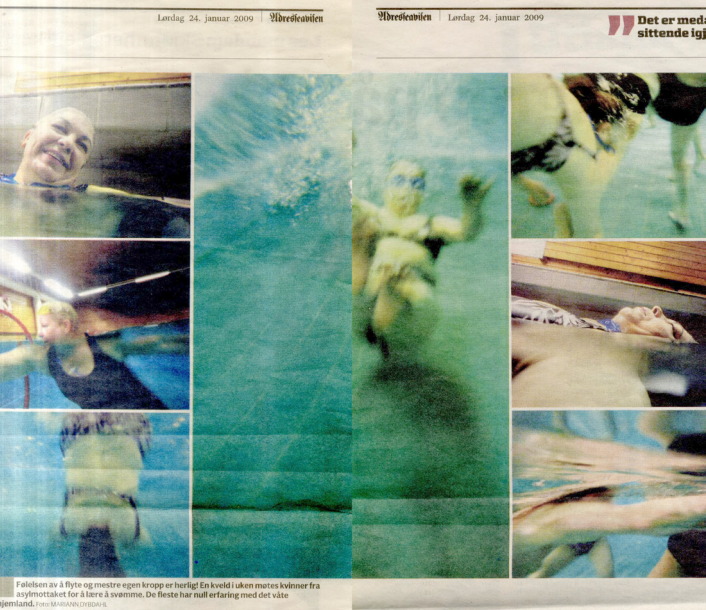 Lørdag 24. januar 2009 Adresseavisen
Adresseavisen Lørdag 24. januar 2009
Det er meda
sittende igj
Følelsen av å flyte og mestre egen kropp er herlig! En kveld i uken møtes kvinner fra
asylmottaket for å lære å svømme. De fleste har null erfaring med det våte
hjemland. Foto: MARIANN DYBDAHL